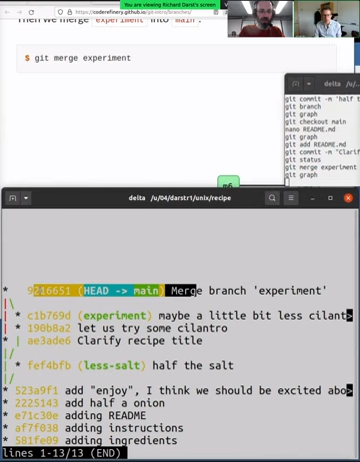 You are viewing Richard Darst's screen
https://coderefinery.github.io/git-intro/branches/
Then we merge experiment into main:
$ git merge experiment
delta /u/
git commit -m 'half t
git branch
git graph
git checkout main
nano README.md
git graph
git add README.md
git commit -m "Clarify
git status
git merge experiment
git graph
delta /u/04/darstr1/unix/recipe
* 9216651 (HEAD -> main) Merge branch 'experiment'
|\
| * c1b769d (experiment) maybe a little bit less cilant>
| * 190b8a2 let us try some cilantro
* | ae3ade6 Clarify recipe title
|/
| * fef4bfb (less-salt) half the salt
|/
* 523a9f1 add "enjoy", I think we should be excited abo>
* 2225143 add half a onion
* e71c30e adding README
* af7f038 adding instructions
* 581fe09 adding ingredients
lines 1-13/13 (END)